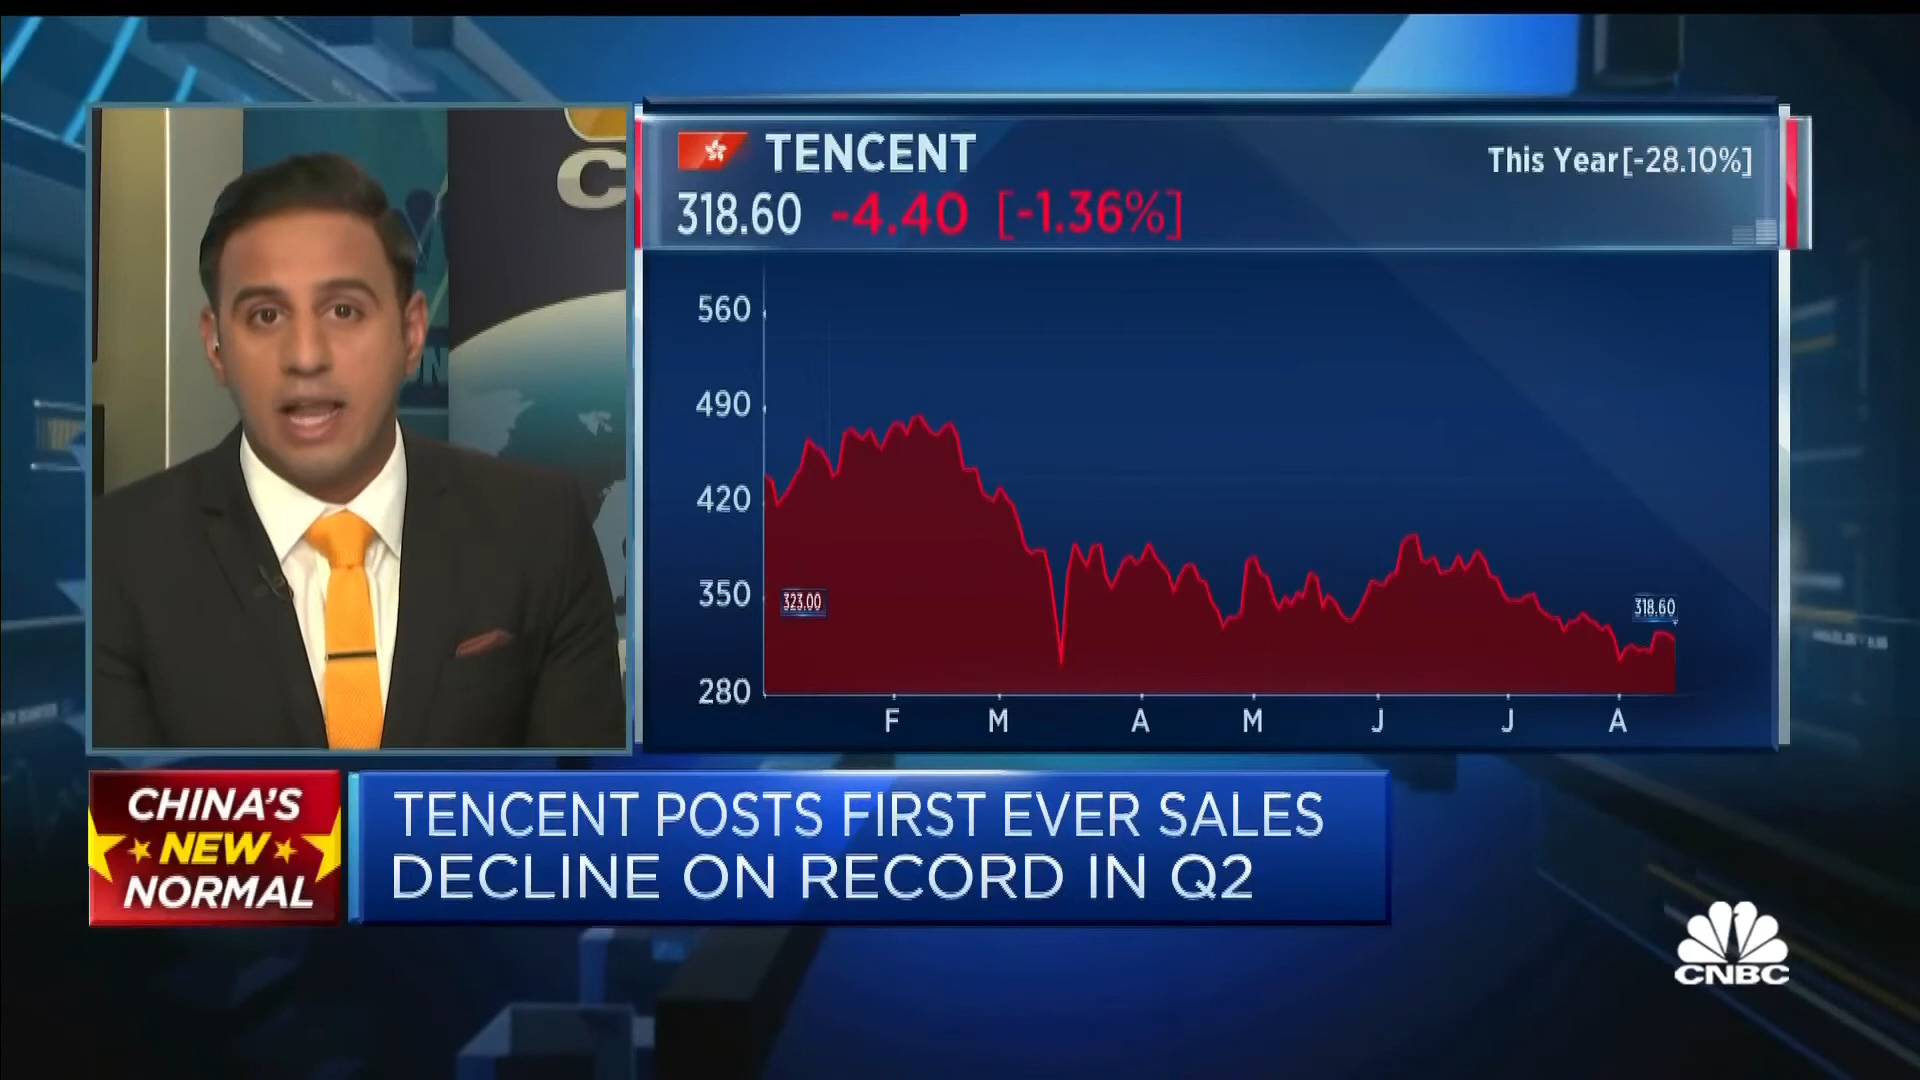 TENCENT
This Year[-28.10%]
318.60 -4.40 [-1.36%]
560
490
420
350
280
323.00
318.60
F M A M J J A
C
CHINA'S
NEW
NORMAL
TENCENT POSTS FIRST EVER SALES
DECLINE ON RECORD IN Q2
CNBC